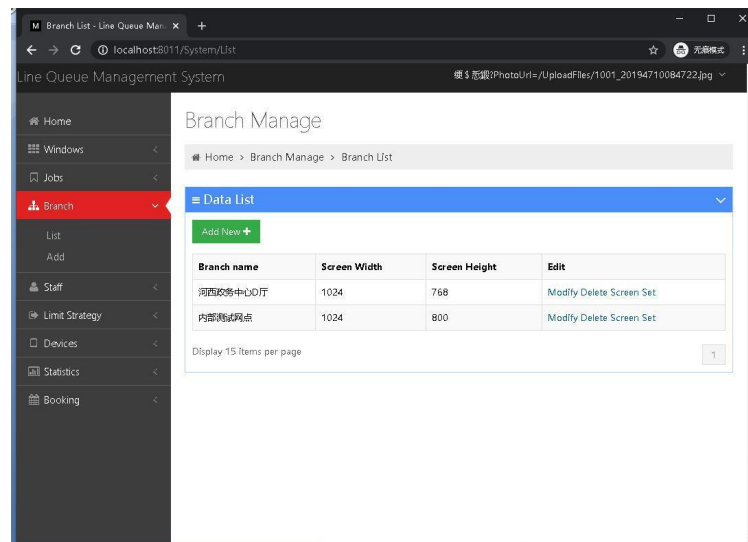 M Branch List - Line Queue Man
localhost:8011/System/List
无痕模式
Line Queue Management System
PhotoUrl=/UploadFiles/1001_20194710084722.jpg
Home
Windows
Jobs
Branch
List
Add
Staff
Limit Strategy
Devices
Statistics
Booking
Branch Manage
Home > Branch Manage > Branch List
Data List
Add New
Branch name Screen Width Screen Height Edit
河西政务中心D厅 1024 768 Modify Delete Screen Set
内部测试网点 1024 800 Modify Delete Screen Set
Display 15 items per page
1